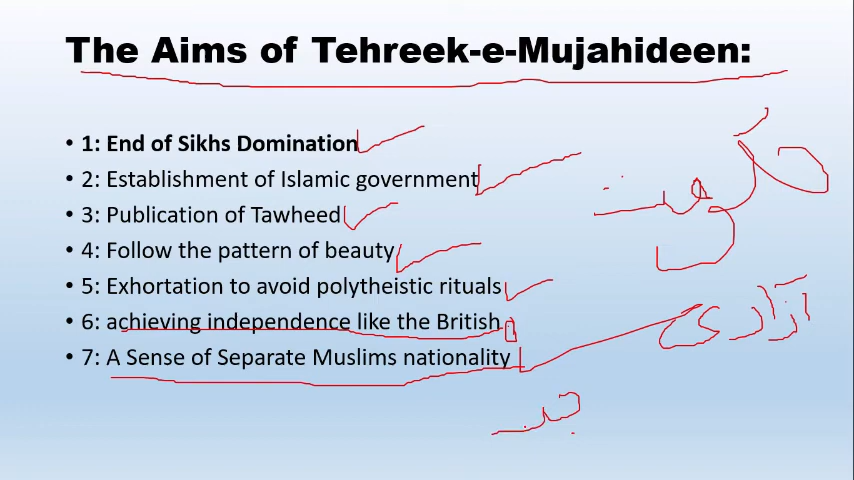 The Aims of Tehreek-e-Mujahideen:
• 1: End of Sikhs Domination
• 2: Establishment of Islamic government
• 3: Publication of Tawheed
• 4: Follow the pattern of beauty
• 5: Exhortation to avoid polytheistic rituals
• 6: achieving independence like the British
• 7: A Sense of Separate Muslims nationality
آزادی